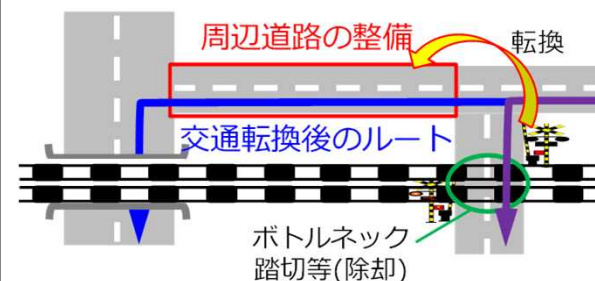 周辺道路の整備
転換
交通転換後のルート
ボトルネック
踏切等(除却)